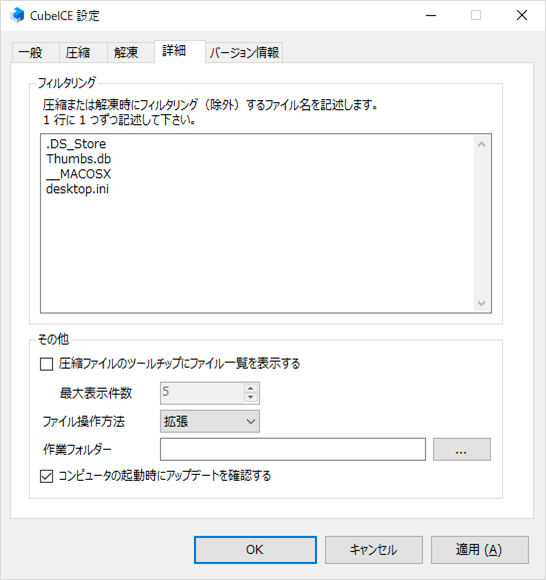 CubeICE 設定
一般 圧縮 解凍 詳細 バージョン情報
フィルタリング
圧縮または解凍時にフィルタリング（除外）するファイル名を記述します。
1 行に 1 つずつ記述して下さい。
.DS_Store
Thumbs.db
__MACOSX
desktop.ini
その他
圧縮ファイルのツールチップにファイル一覧を表示する
最大表示件数 5
ファイル操作方法 拡張
作業フォルダー ...
コンピュータの起動時にアップデートを確認する
OK キャンセル 適用 (A)